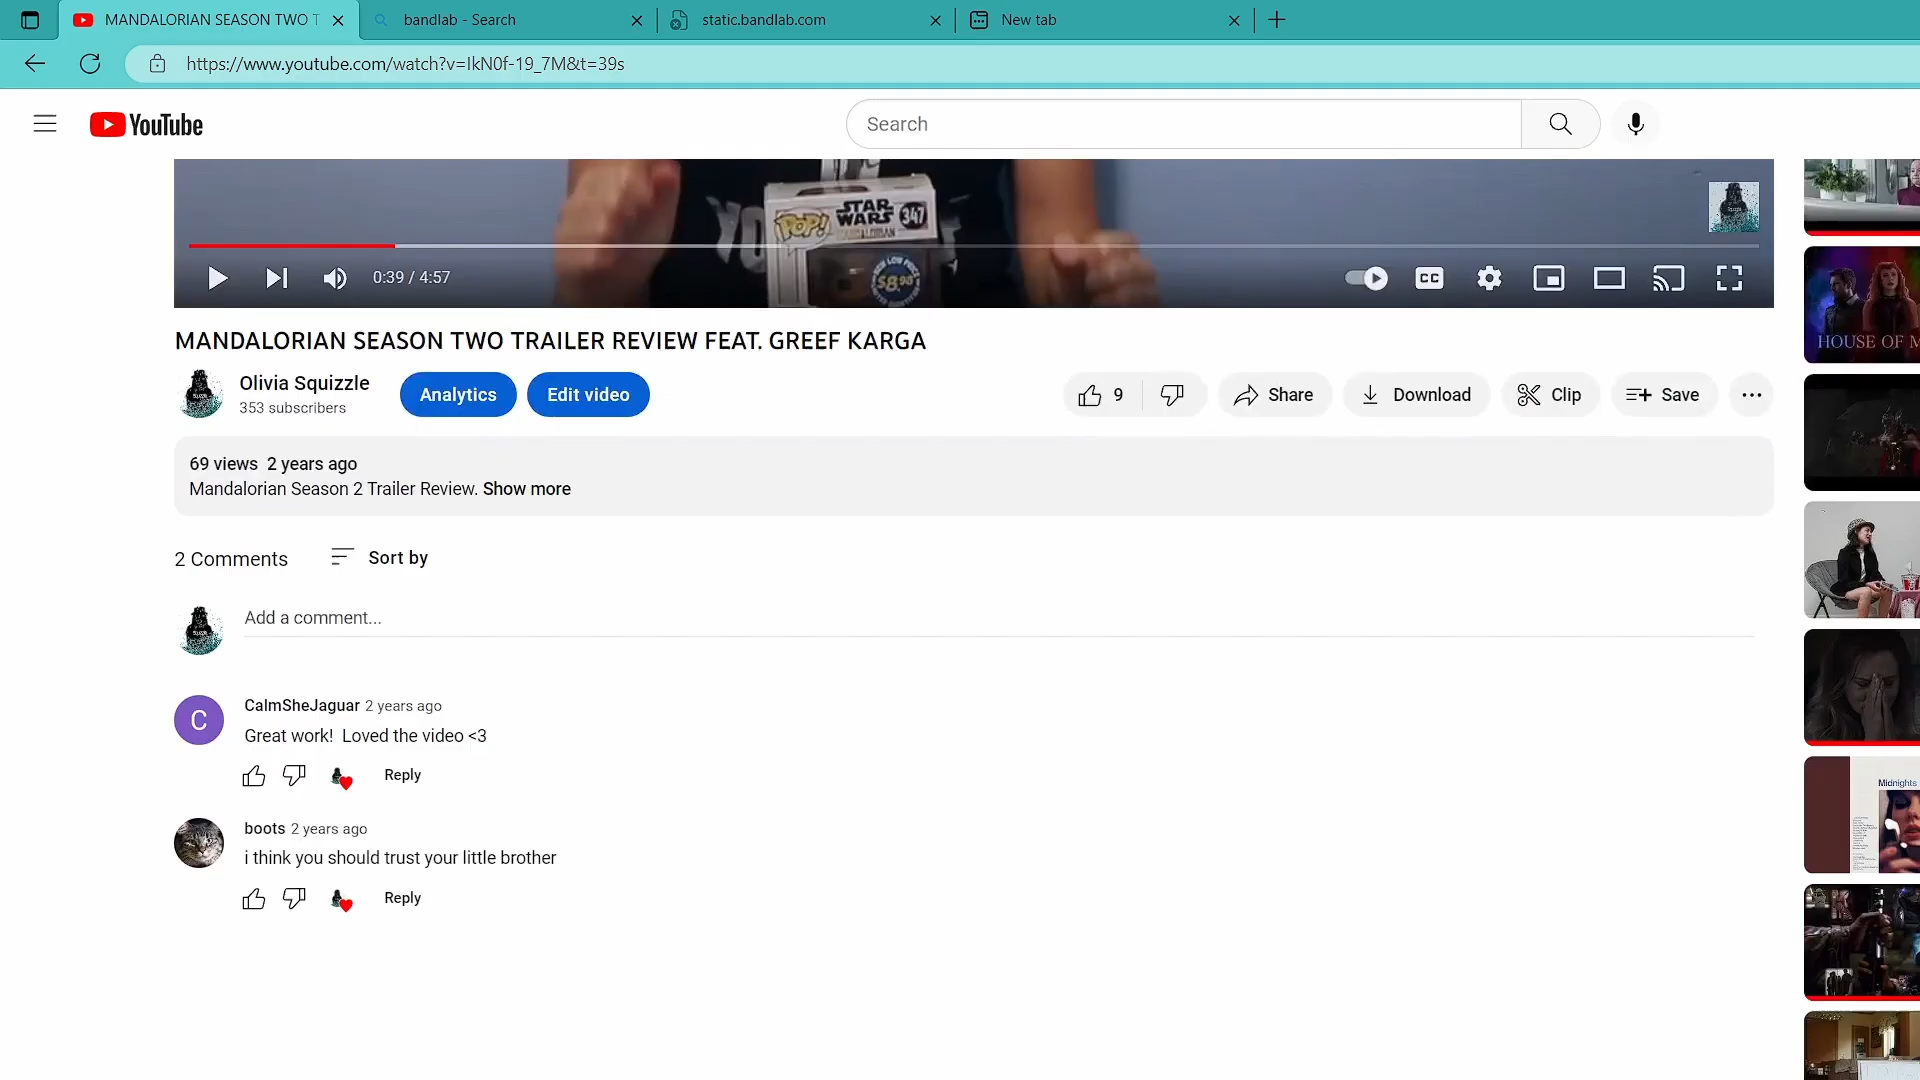 MANDALORIAN SEASON TWO T
bandlab - Search
static.bandlab.com
New tab
https://www.youtube.com/watch?v=IkN0f-19_7M&t=39s
YouTube
Search
POP!
STAR WARS
347
$8.98
0:39 / 4:57
CC
MANDALORIAN SEASON TWO TRAILER REVIEW FEAT. GREEF KARGA
Olivia Squizzle
353 subscribers
Analytics
Edit video
9
Share
Download
Clip
Save
69 views 2 years ago
Mandalorian Season 2 Trailer Review. Show more
2 Comments
Sort by
Add a comment...
C
CalmSheJaguar 2 years ago
Great work! Loved the video <3
Reply
boots 2 years ago
i think you should trust your little brother
Reply
HOUSE OF M
Midnights